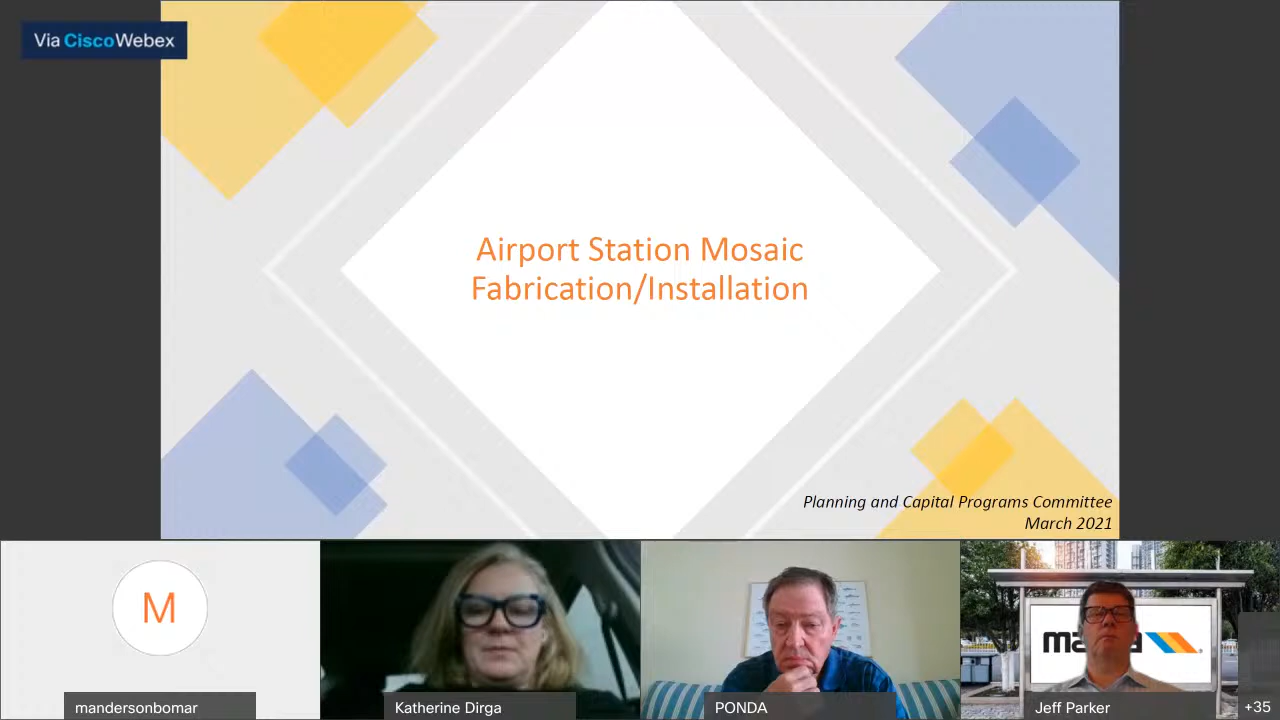 Via CiscoWebex
Airport Station Mosaic
Fabrication/Installation
Planning and Capital Programs Committee
March 2021
M
mandersonbomar
Katherine Dirga
PONDA
Jeff Parker
+35